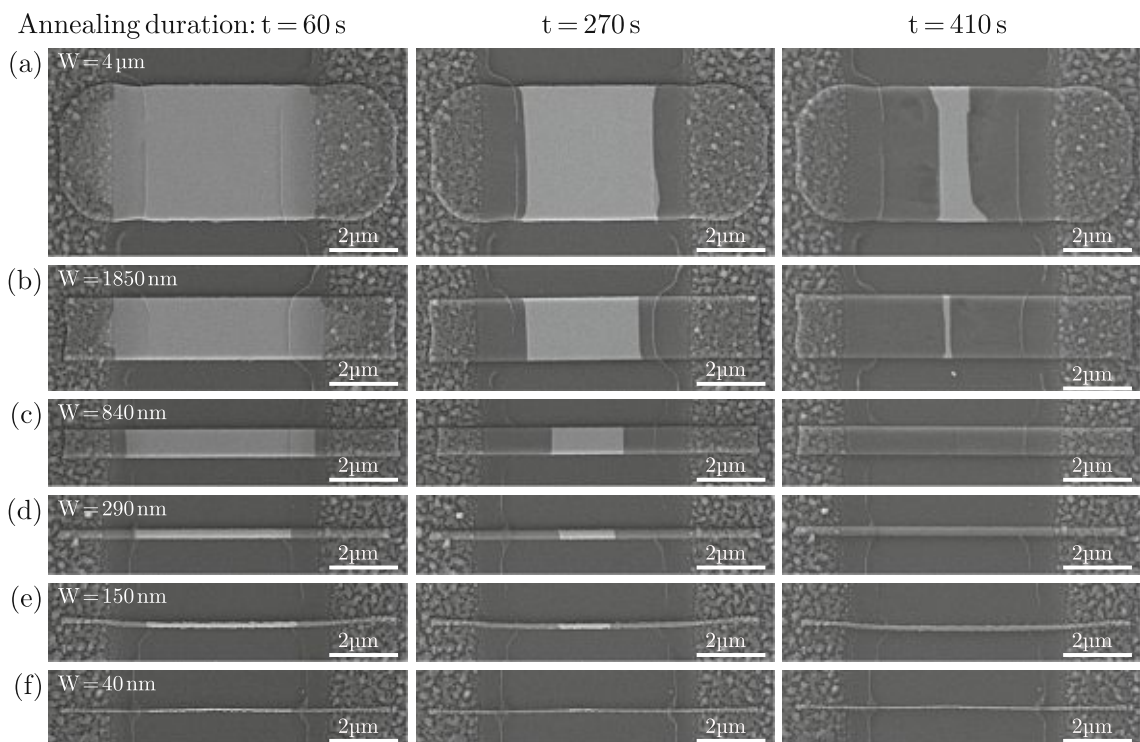 Annealing duration: t = 60 s t = 270 s t = 410 s
(a) W = 4 µm
2µm 2µm 2µm
(b) W = 1850 nm
2µm 2µm 2µm
(c) W = 840 nm
2µm 2µm 2µm
(d) W = 290 nm
2µm 2µm 2µm
(e) W = 150 nm
2µm 2µm 2µm
(f) W = 40 nm
2µm 2µm 2µm